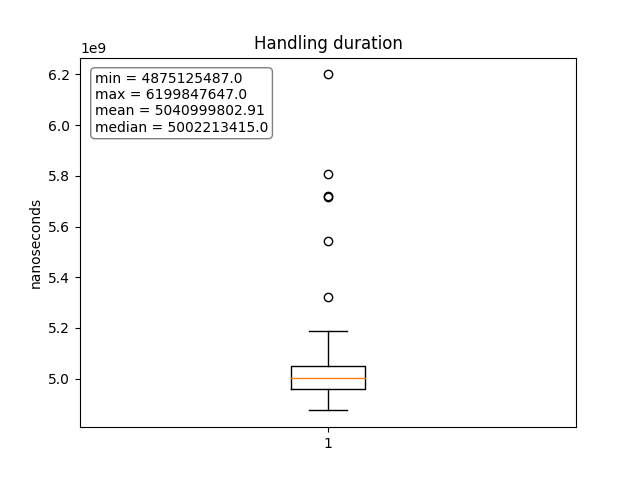 Handling duration
1e9
min = 4875125487.0
max = 6199847647.0
mean = 5040999802.91
median = 5002213415.0
6.2
6.0
5.8
5.6
5.4
5.2
5.0
nanoseconds
1